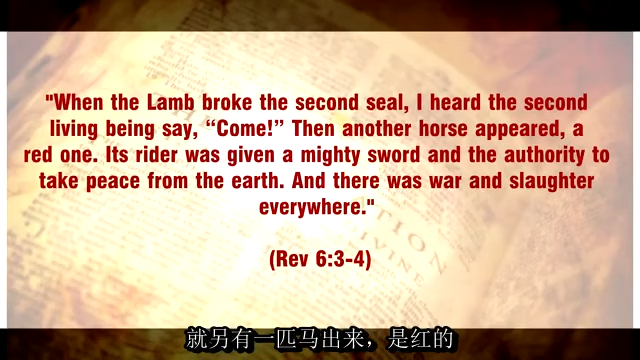 "When the Lamb broke the second seal, I heard the second
living being say, “Come!” Then another horse appeared, a
red one. Its rider was given a mighty sword and the authority to
take peace from the earth. And there was war and slaughter
everywhere."
(Rev 6:3-4)
就另有一匹马出来，是红的